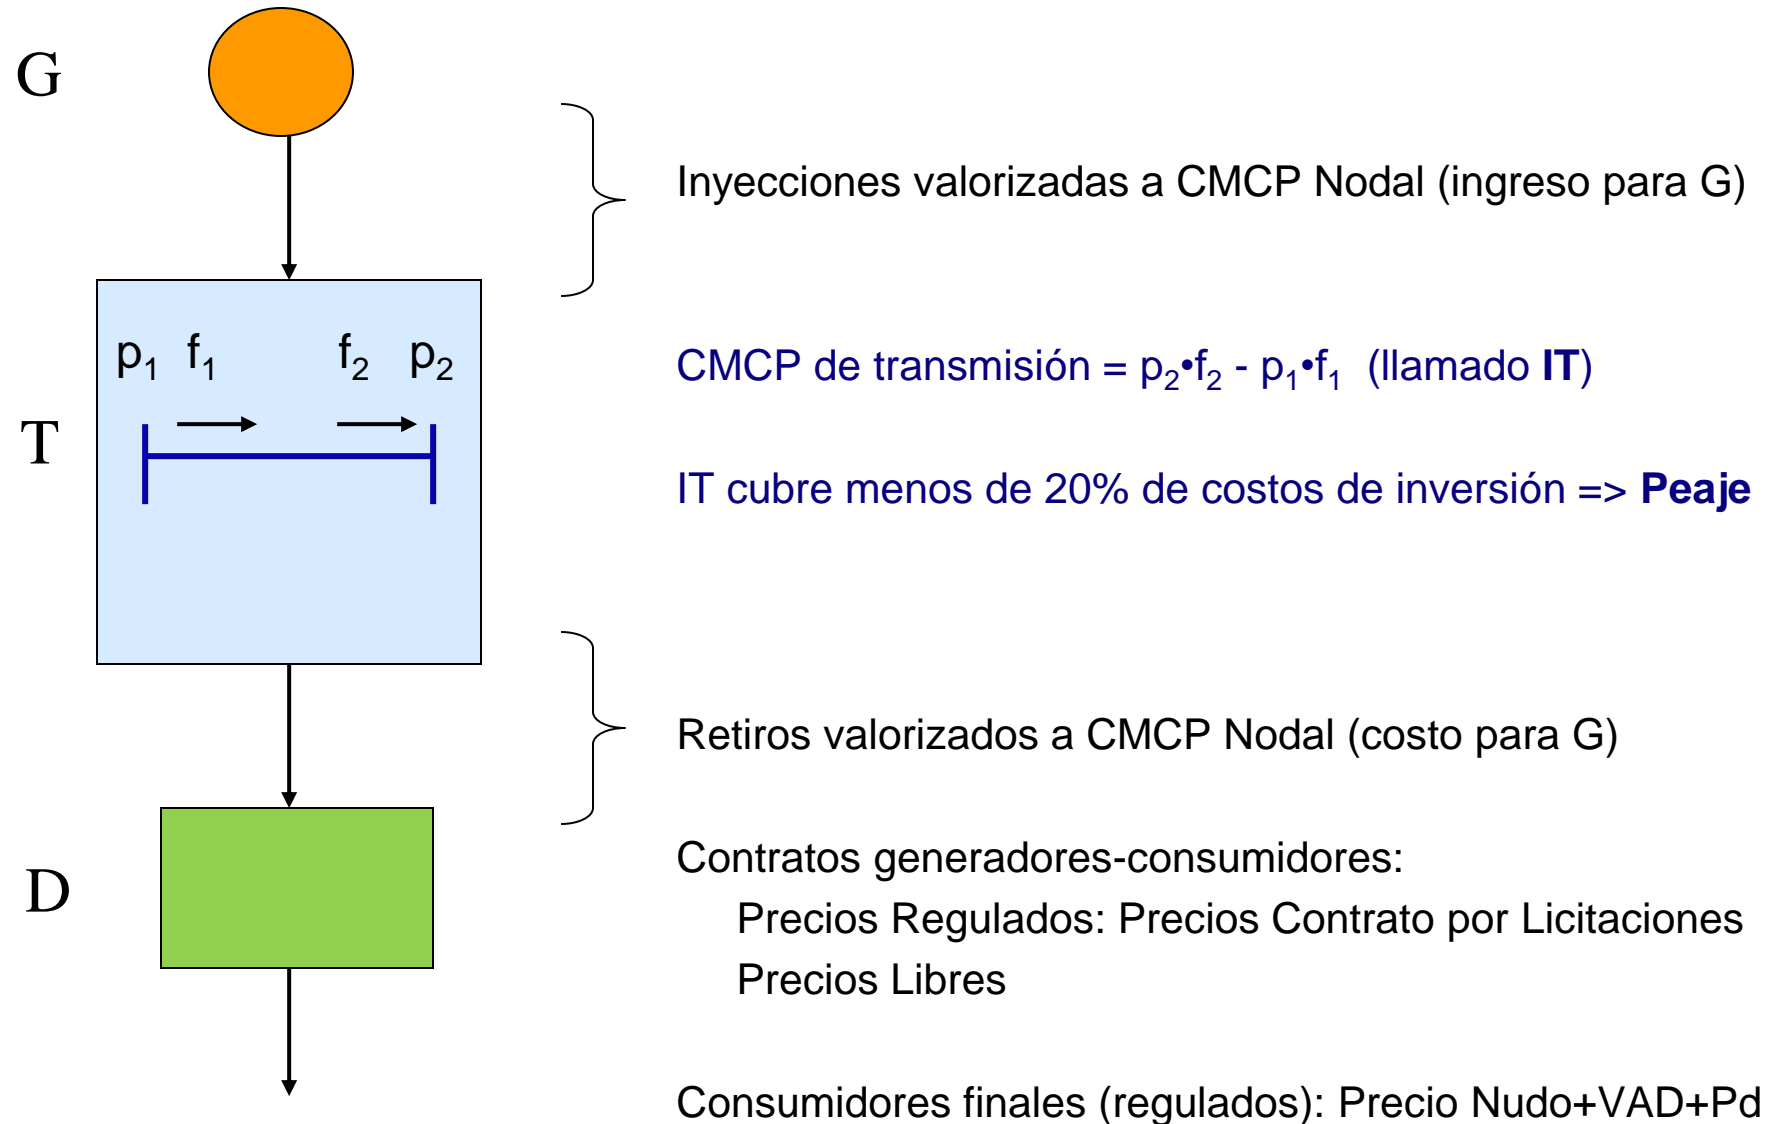 G
Inyecciones valorizadas a CMCP Nodal (ingreso para G)
p₁ f₁ f₂ p₂
CMCP de transmisión = p₂•f₂ - p₁•f₁ (llamado IT)
T
IT cubre menos de 20% de costos de inversión => Peaje
Retiros valorizados a CMCP Nodal (costo para G)
D
Contratos generadores-consumidores:
Precios Regulados: Precios Contrato por Licitaciones
Precios Libres
Consumidores finales (regulados): Precio Nudo+VAD+Pd